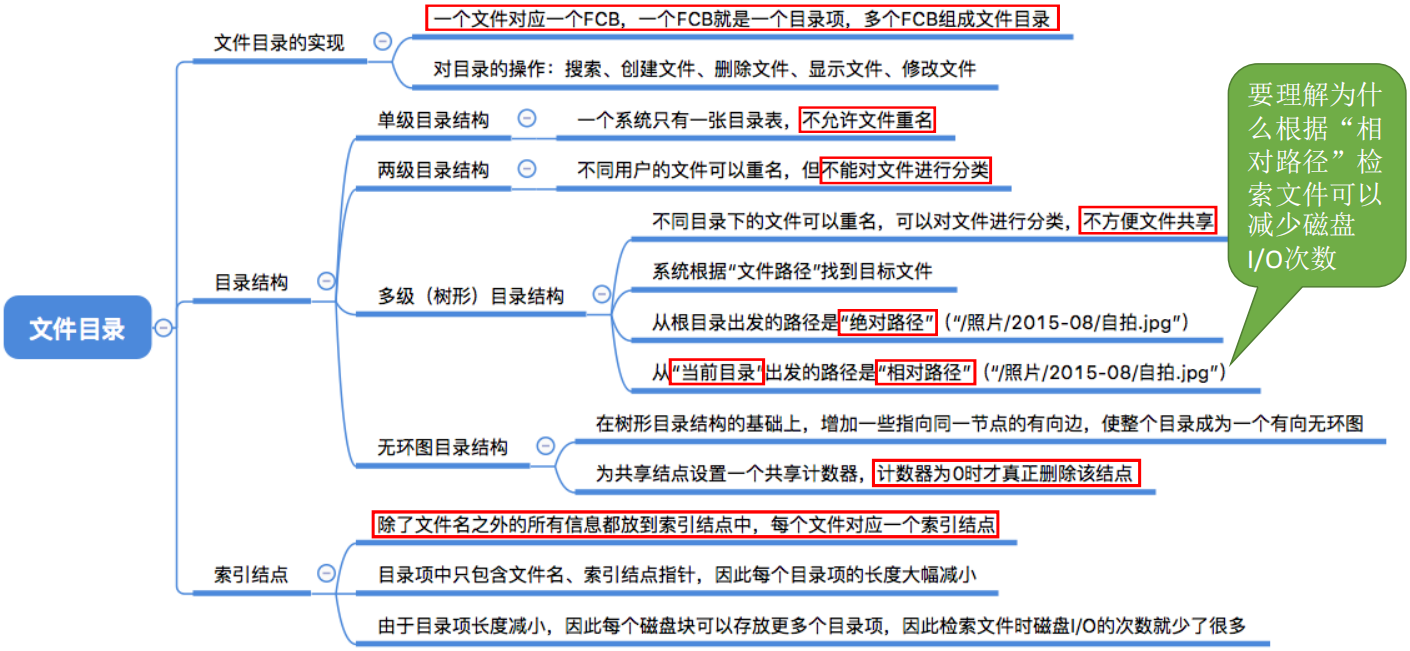 一个文件对应一个FCB，一个FCB就是一个目录项，多个FCB组成文件目录
文件目录的实现
对目录的操作：搜索、创建文件、删除文件、显示文件、修改文件
单级目录结构
一个系统只有一张目录表，不允许文件重名
两级目录结构
不同用户的文件可以重名，但不能对文件进行分类
不同目录下的文件可以重名，可以对文件进行分类，不方便文件共享
系统根据“文件路径”找到目标文件
目录结构
多级（树形）目录结构
从根目录出发的路径是“绝对路径”（“/照片/2015-08/自拍.jpg”）
文件目录
从“当前目录”出发的路径是“相对路径”（“/照片/2015-08/自拍.jpg”）
在树形目录结构的基础上，增加一些指向同一节点的有向边，使整个目录成为一个有向无环图
无环图目录结构
为共享结点设置一个共享计数器，计数器为0时才真正删除该结点
除了文件名之外的所有信息都放到索引结点中，每个文件对应一个索引结点
索引结点
目录项中只包含文件名、索引结点指针，因此每个目录项的长度大幅减小
由于目录项长度减小，因此每个磁盘块可以存放更多个目录项，因此检索文件时磁盘I/O的次数就少了很多
要理解为什
么根据“相
对路径”检
索文件可以
减少磁盘
I/O次数